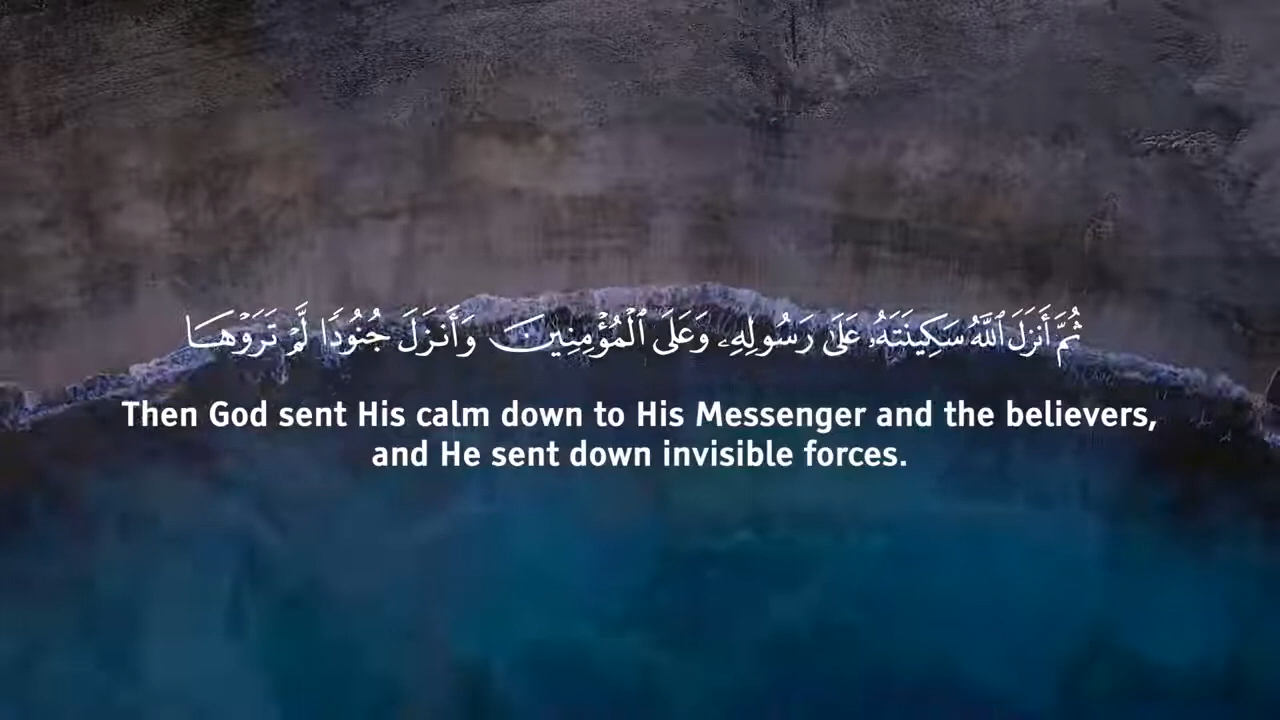 ثُمَّ أَنزَلَ ٱللَّهُ سَكِينَتَهُۥ عَلَىٰ رَسُولِهِۦ وَعَلَى ٱلْمُؤْمِنِينَ وَأَنزَلَ جُنُودًا لَّمْ تَرَوْهَا
Then God sent His calm down to His Messenger and the believers,
and He sent down invisible forces.